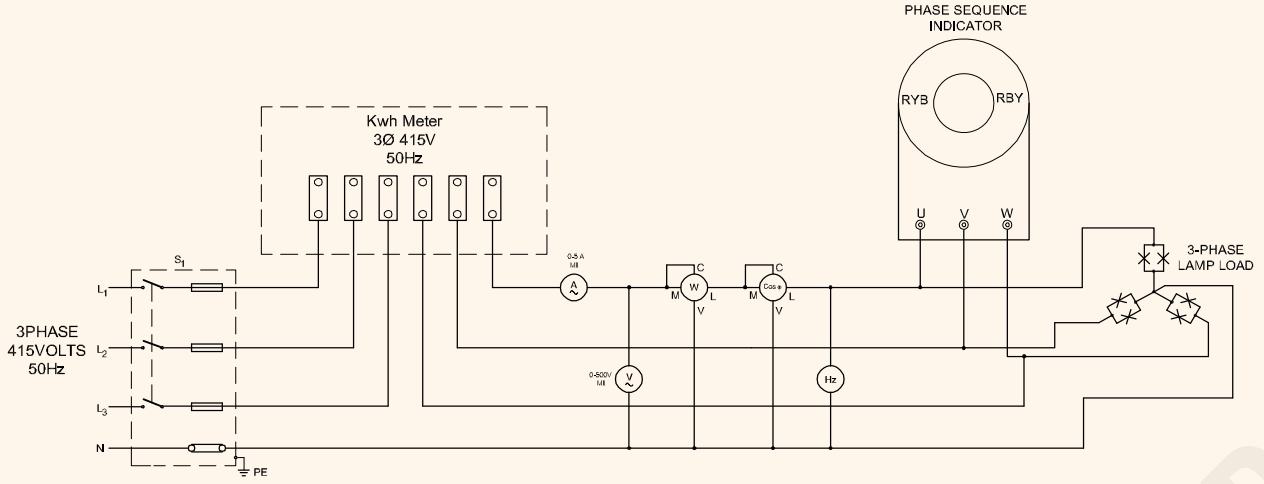 PHASE SEQUENCE
INDICATOR
RYB
RBY
U V W
Kwh Meter
3Ø 415V
50Hz
S1
L1
L2
L3
N
PE
3PHASE
415VOLTS
50Hz
0-5 A
MI
A
~
0-500V
MI
V
~
C
M W L
V
C
M Cos ϕ L
V
Hz
3-PHASE
LAMP LOAD